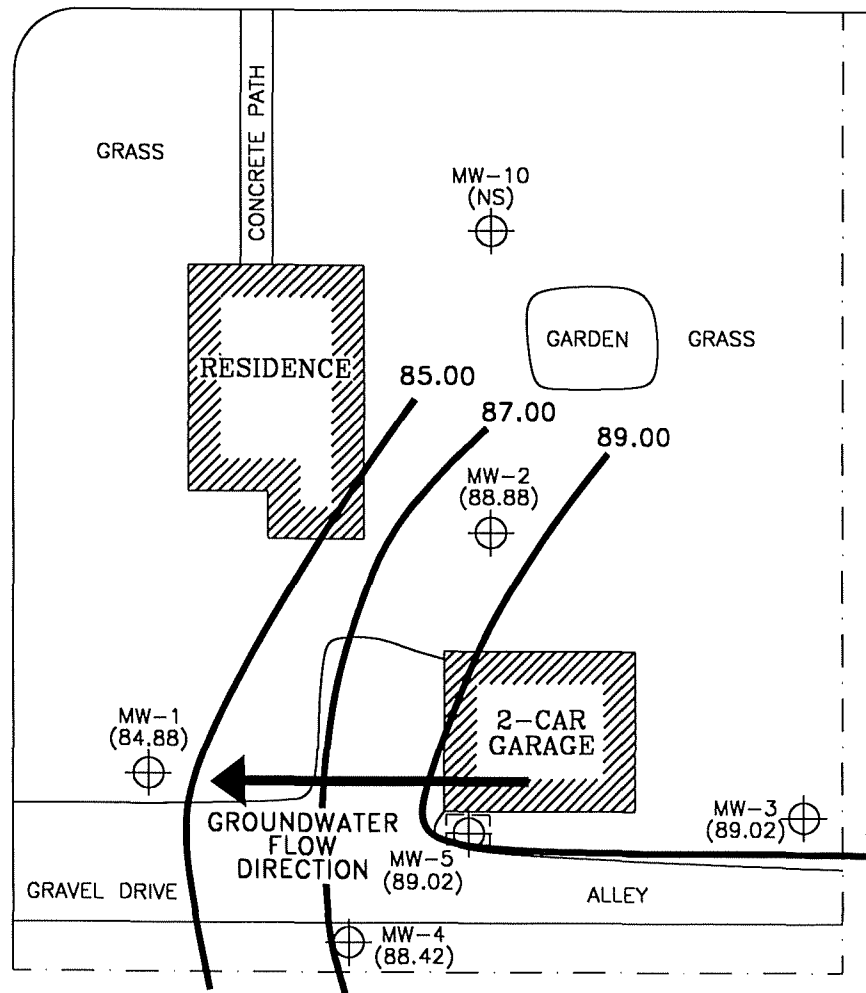 CONCRETE PATH
GRASS
MW-10
(NS)
GARDEN
GRASS
RESIDENCE
85.00
87.00
89.00
MW-2
(88.88)
MW-1
(84.88)
2-CAR
GARAGE
MW-3
(89.02)
GROUNDWATER
FLOW
DIRECTION
MW-5
(89.02)
GRAVEL DRIVE
ALLEY
MW-4
(88.42)